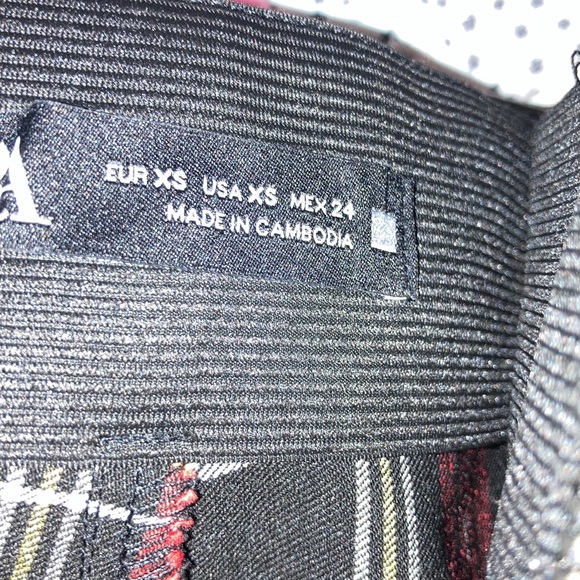 A
EUR XS USA XS MEX 24
MADE IN CAMBODIA